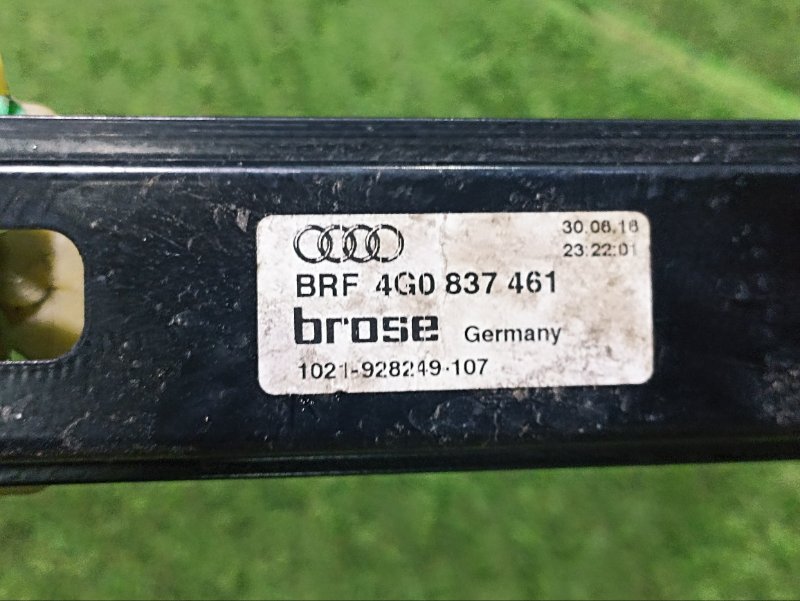 30.08.16
23:22:01
BRF 4G0 837 461
brose Germany
1021-928249-107